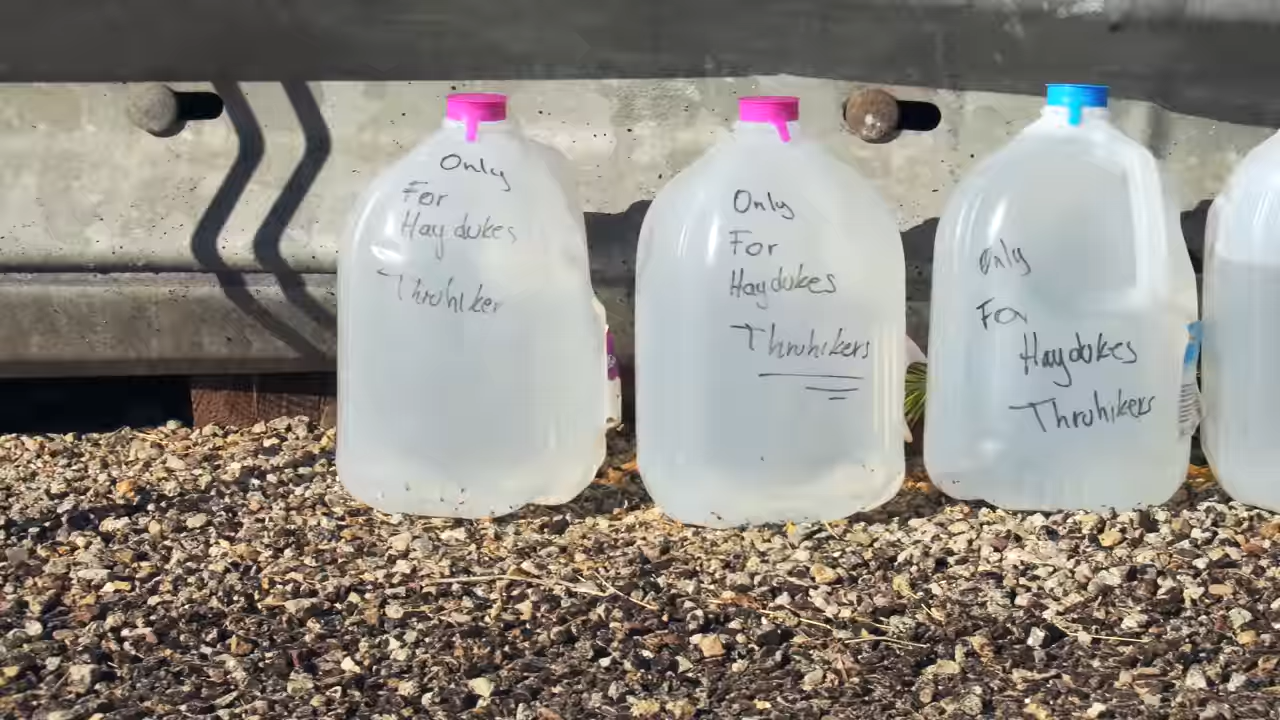 Only
For
Haydukes
Thruhiker
Only
For
Haydukes
Thruhikers
Only
For
Haydukes
Thruhikers